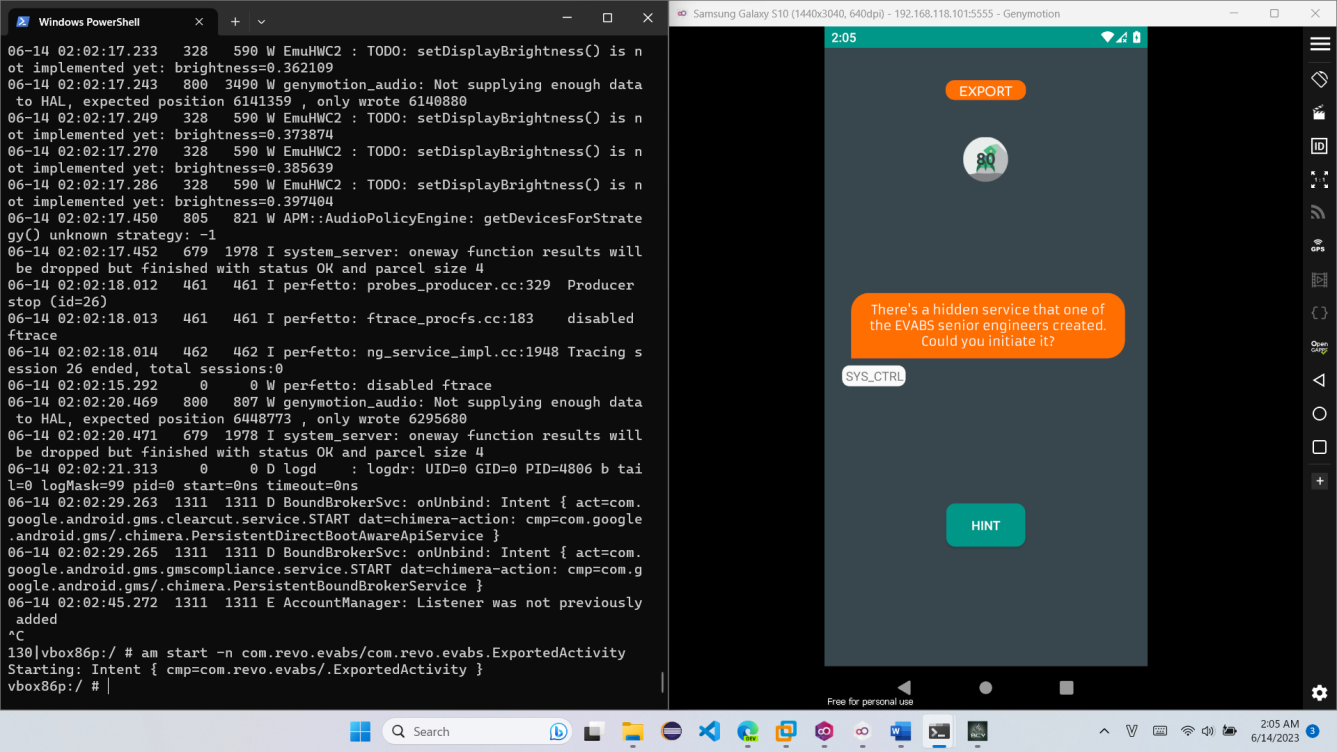 Windows PowerShell
06-14 02:02:17.233   328   590 W EmuHWC2 : TODO: setDisplayBrightness() is n
ot implemented yet: brightness=0.362109
06-14 02:02:17.243   800  3490 W genymotion_audio: Not supplying enough data
 to HAL, expected position 6141359 , only wrote 6140880
06-14 02:02:17.249   328   590 W EmuHWC2 : TODO: setDisplayBrightness() is n
ot implemented yet: brightness=0.373874
06-14 02:02:17.270   328   590 W EmuHWC2 : TODO: setDisplayBrightness() is n
ot implemented yet: brightness=0.385639
06-14 02:02:17.286   328   590 W EmuHWC2 : TODO: setDisplayBrightness() is n
ot implemented yet: brightness=0.397404
06-14 02:02:17.450   805   821 W APM::AudioPolicyEngine: getDevicesForStrate
gy() unknown strategy: -1
06-14 02:02:17.452   679  1978 I system_server: oneway function results will
 be dropped but finished with status OK and parcel size 4
06-14 02:02:18.012   461   461 I perfetto: probes_producer.cc:329  Producer
stop (id=26)
06-14 02:02:18.013   461   461 I perfetto: ftrace_procfs.cc:183    disabled
ftrace
06-14 02:02:18.014   462   462 I perfetto: ng_service_impl.cc:1948 Tracing s
ession 26 ended, total sessions:0
06-14 02:02:15.292     0     0 W perfetto: disabled ftrace
06-14 02:02:20.469   800   807 W genymotion_audio: Not supplying enough data
 to HAL, expected position 6448773 , only wrote 6295680
06-14 02:02:20.471   679  1978 I system_server: oneway function results will
 be dropped but finished with status OK and parcel size 4
06-14 02:02:21.313     0     0 D logd    : logdr: UID=0 GID=0 PID=4806 b tai
l=0 logMask=99 pid=0 start=0ns timeout=0ns
06-14 02:02:29.263  1311  1311 D BoundBrokerSvc: onUnbind: Intent { act=com.
google.android.gms.clearcut.service.START dat=chimera-action: cmp=com.google
.android.gms/.chimera.PersistentDirectBootAwareApiService }
06-14 02:02:29.265  1311  1311 D BoundBrokerSvc: onUnbind: Intent { act=com.
google.android.gms.gmscompliance.service.START dat=chimera-action: cmp=com.g
oogle.android.gms/.chimera.PersistentBoundBrokerService }
06-14 02:02:45.272  1311  1311 E AccountManager: Listener was not previously
 added
^C
130|vbox86p:/ # am start -n com.revo.evabs/com.revo.evabs.ExportedActivity
Starting: Intent { cmp=com.revo.evabs/.ExportedActivity }
vbox86p:/ #
Samsung Galaxy S10 (1440x3040, 640dpi) - 192.168.118.101:5555 - Genymotion
2:05
EXPORT
80
There's a hidden service that one of
the EVABS senior engineers created.
Could you initiate it?
SYS_CTRL
HINT
Free for personal use
ID
1:1
GPS
Open
GAPPS
Search
DEV
W
2:05 AM
6/14/2023
3